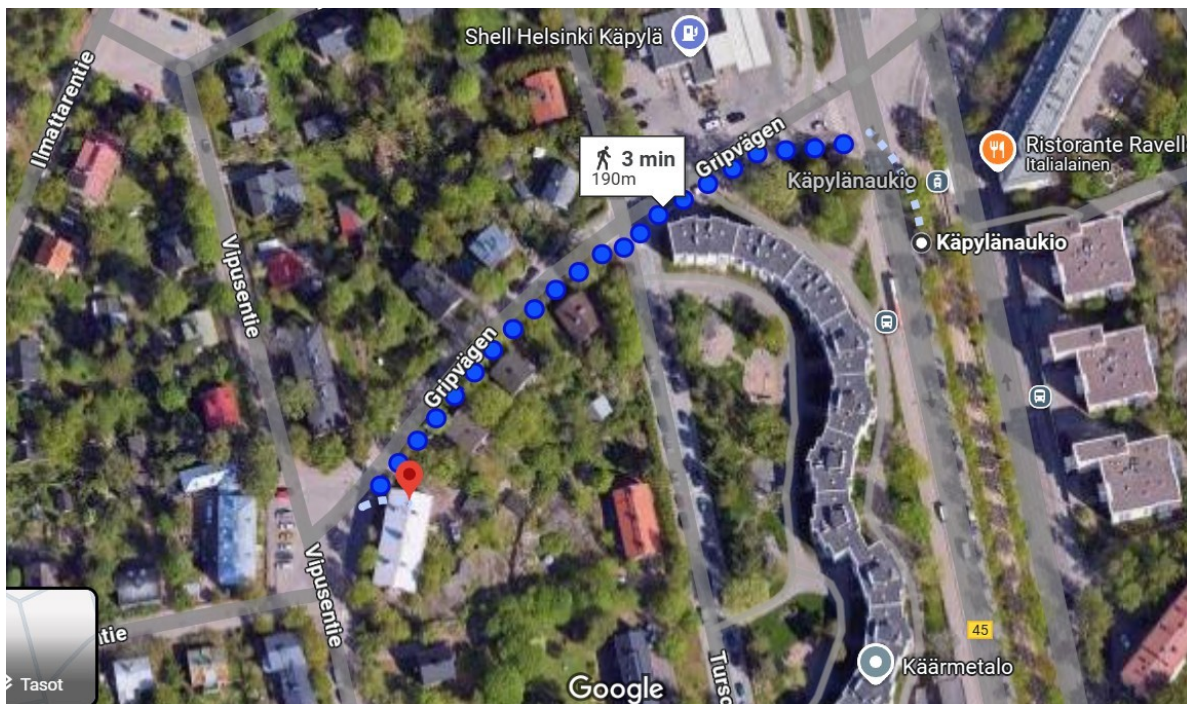 Shell Helsinki Käpylä
Ilmattarentie
3 min
190m
Gripvägen
Ristorante Ravell
Italialainen
Käpylänaukio
Käpylänaukio
Vipusentie
Gripvägen
Vipusentie
tie
45
Käärmetalo
Turso
Tasot
Google